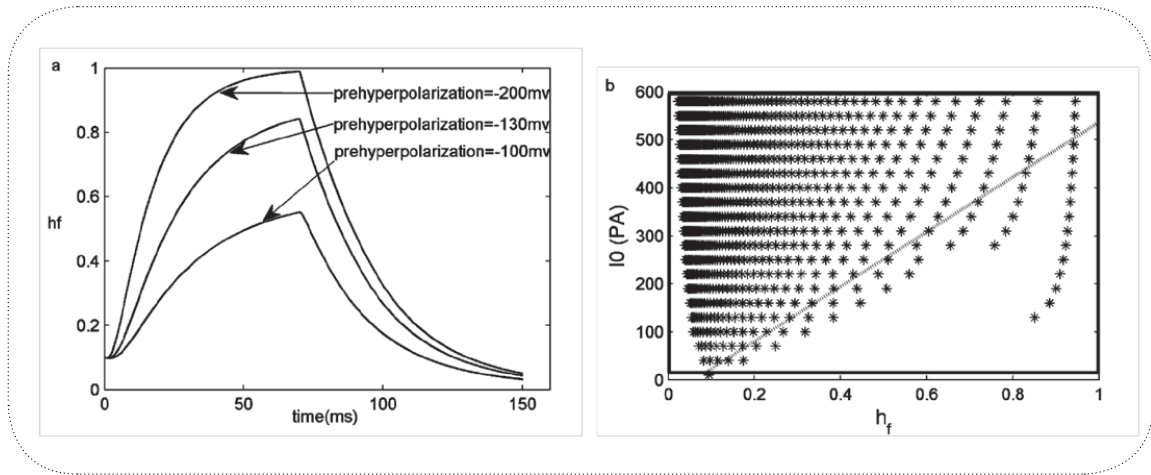 a
1
prehyperpolarization=-200mv
0.8
prehyperpolarization=-130mv
prehyperpolarization=-100mv
0.6
hf
0.4
0.2
0
0 50 100 150
time(ms)
b
600
500
400
300
200
100
0
I0 (PA)
0 0.2 0.4 0.6 0.8 1
hf